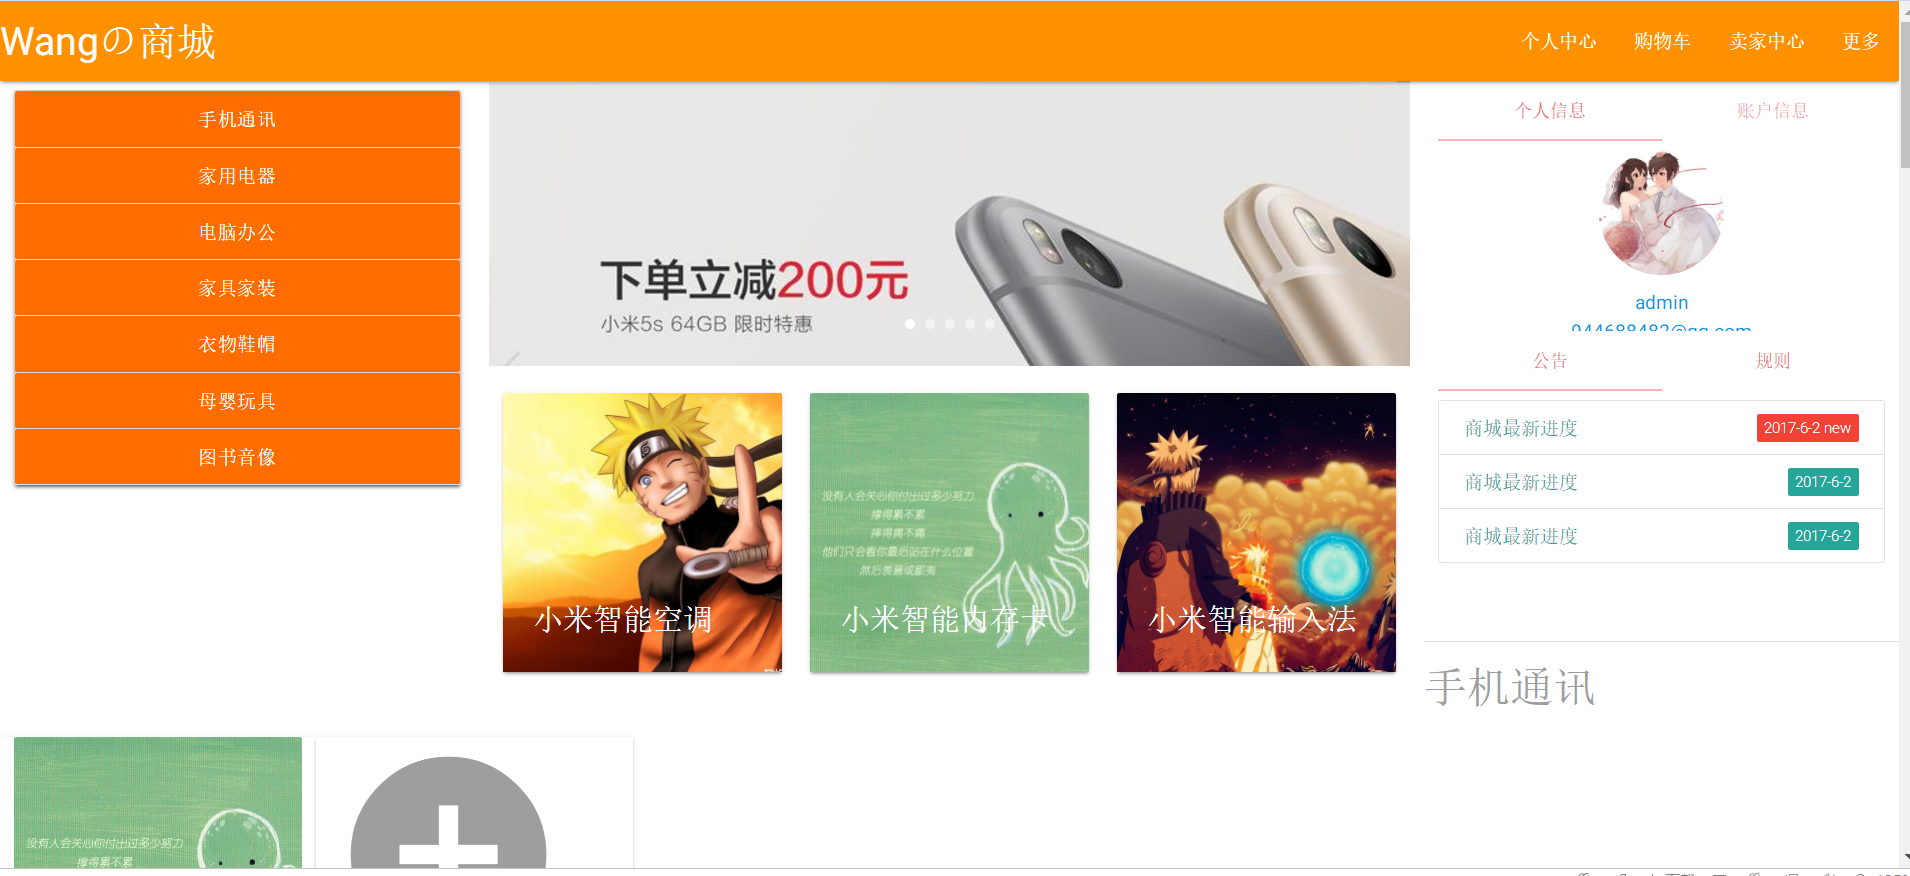 Wangの商城
个人中心 购物车 卖家中心 更多
手机通讯
家用电器
电脑办公
家具家装
衣物鞋帽
母婴玩具
图书音像
下单立减200元
小米5s 64GB 限时特惠
没有人会关心你付出过多少努力
撑得累不累
摔得痛不痛
他们只会看你最后站在什么位置
然后羡慕或鄙夷
小米智能空调
小米智能内存卡
小米智能输入法
个人信息 账户信息
admin
944688482@qq.com
公告 规则
商城最新进度 2017-6-2 new
商城最新进度 2017-6-2
商城最新进度 2017-6-2
手机通讯
没有人会关心你付出过多少努力
撑得累不累